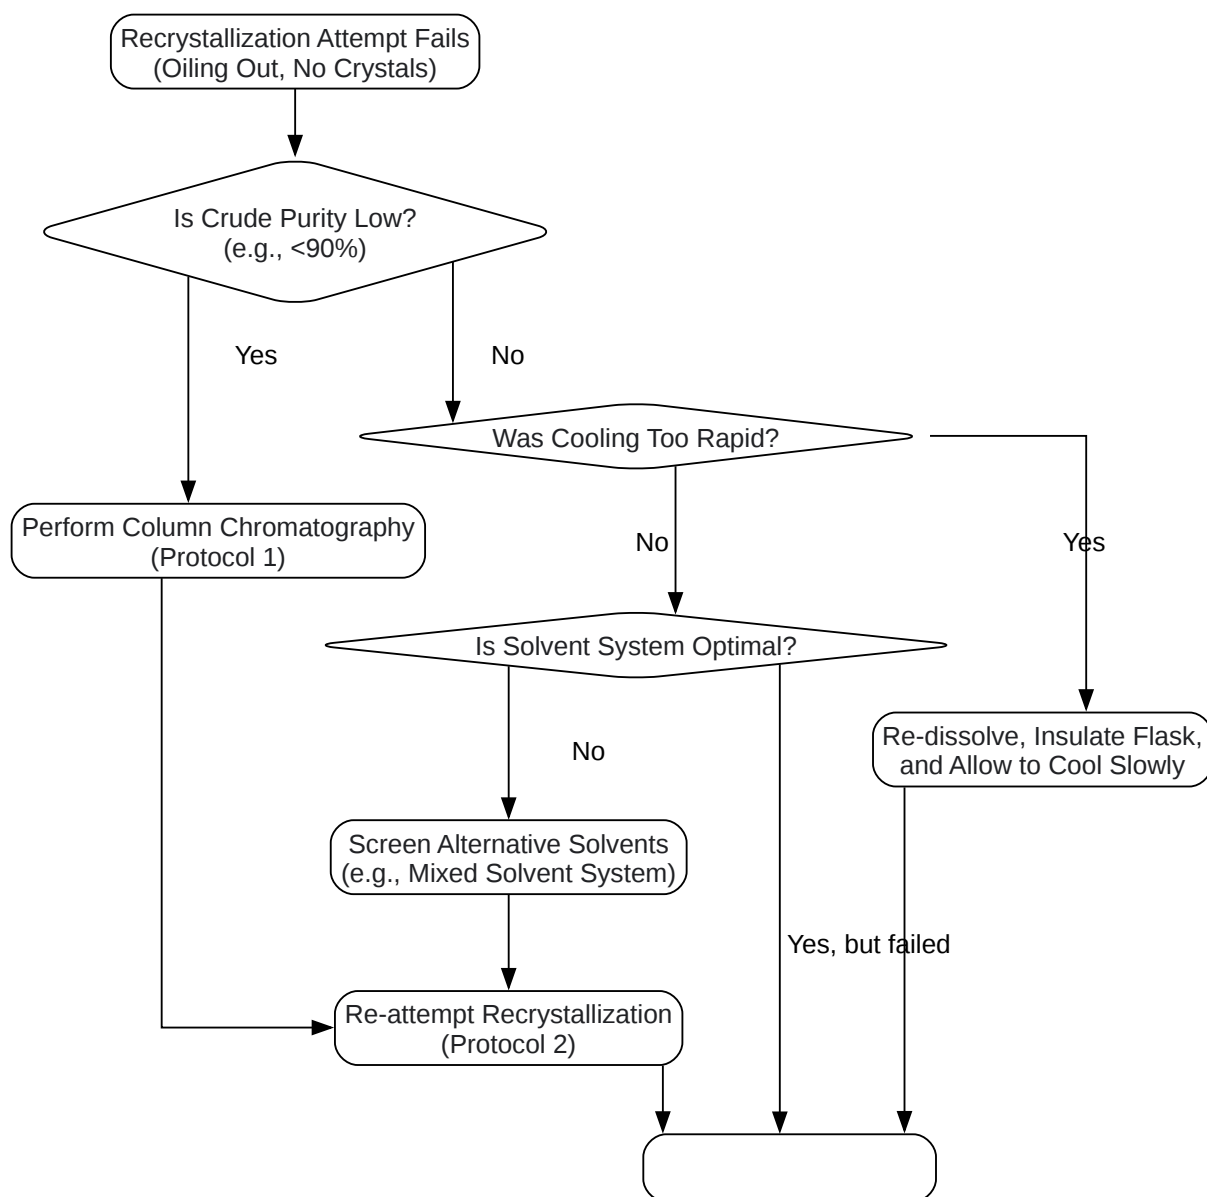 Recrystallization Attempt Fails
(Oiling Out, No Crystals)
Is Crude Purity Low?
(e.g., <90%)
Yes
No
Was Cooling Too Rapid?
Perform Column Chromatography
(Protocol 1)
No
Yes
Is Solvent System Optimal?
Re-dissolve, Insulate Flask,
and Allow to Cool Slowly
No
Screen Alternative Solvents
(e.g., Mixed Solvent System)
Yes, but failed
Re-attempt Recrystallization
(Protocol 2)